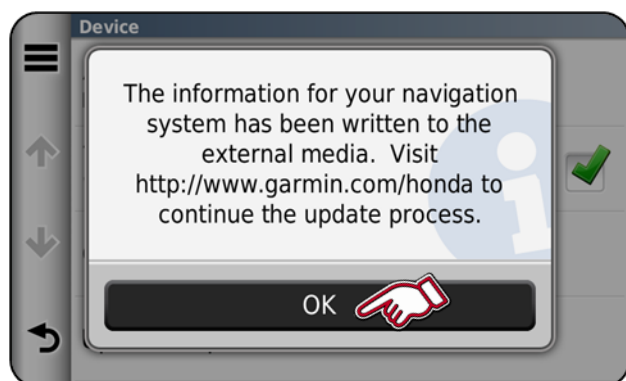 Device
The information for your navigation
system has been written to the
external media. Visit
http://www.garmin.com/honda to
continue the update process.
OK